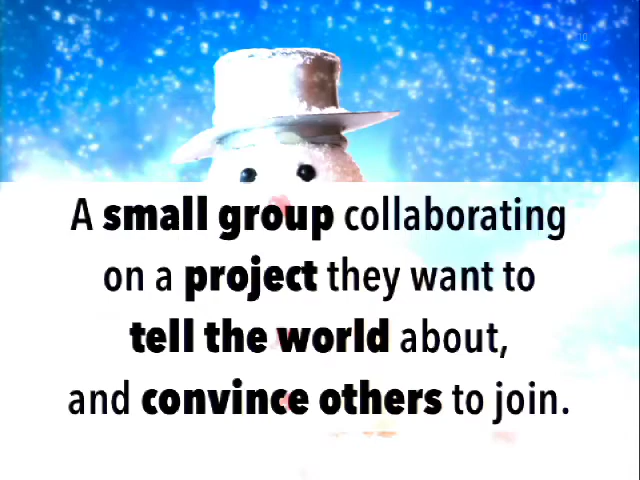 A small group collaborating
on a project they want to
tell the world about,
and convince others to join.